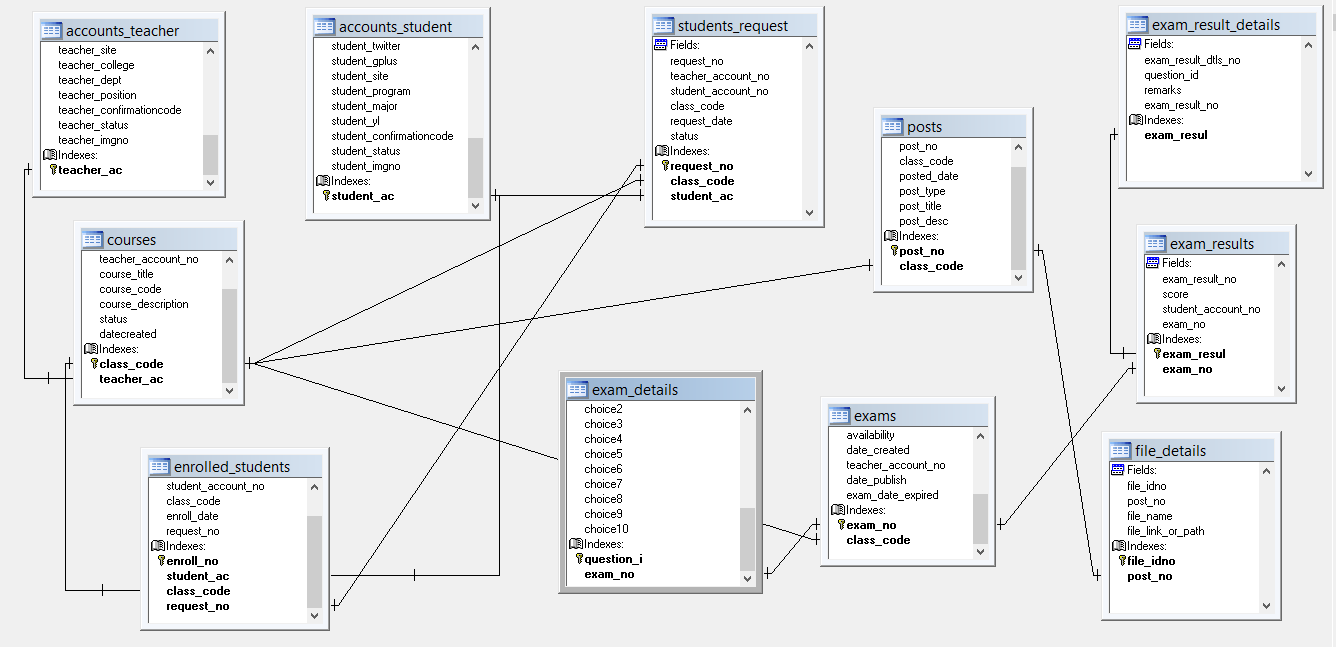 accounts_teacher
teacher_site
teacher_college
teacher_dept
teacher_position
teacher_confirmationcode
teacher_status
teacher_imgno
Indexes:
teacher_ac
accounts_student
student_twitter
student_gplus
student_site
student_program
student_major
student_yl
student_confirmationcode
student_status
student_imgno
Indexes:
student_ac
students_request
Fields:
request_no
teacher_account_no
student_account_no
class_code
request_date
status
Indexes:
request_no
class_code
student_ac
posts
post_no
class_code
posted_date
post_type
post_title
post_desc
Indexes:
post_no
class_code
exam_result_details
Fields:
exam_result_dtls_no
question_id
remarks
exam_result_no
Indexes:
exam_resul
courses
teacher_account_no
course_title
course_code
course_description
status
datecreated
Indexes:
class_code
teacher_ac
exam_results
Fields:
exam_result_no
score
student_account_no
exam_no
Indexes:
exam_resul
exam_no
enrolled_students
student_account_no
class_code
enroll_date
request_no
Indexes:
enroll_no
student_ac
class_code
request_no
exam_details
choice2
choice3
choice4
choice5
choice6
choice7
choice8
choice9
choice10
Indexes:
question_i
exam_no
exams
availability
date_created
teacher_account_no
date_publish
exam_date_expired
Indexes:
exam_no
class_code
file_details
Fields:
file_idno
post_no
file_name
file_link_or_path
Indexes:
file_idno
post_no